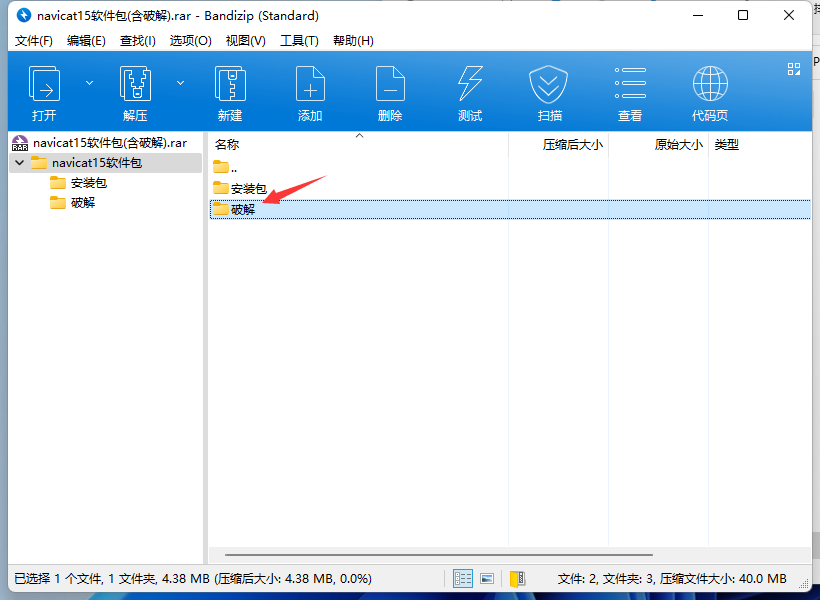 navicat15软件包(含破解).rar - Bandizip (Standard)
文件(F) 编辑(E) 查找(I) 选项(O) 视图(V) 工具(T) 帮助(H)
打开 解压 新建 添加 删除 测试 扫描 查看 代码页
RAR navicat15软件包(含破解).rar
navicat15软件包
安装包
破解
名称 压缩后大小 原始大小 类型
..
安装包
破解
已选择 1 个文件, 1 文件夹, 4.38 MB (压缩后大小: 4.38 MB, 0.0%)
文件: 2, 文件夹: 3, 压缩文件大小: 40.0 MB